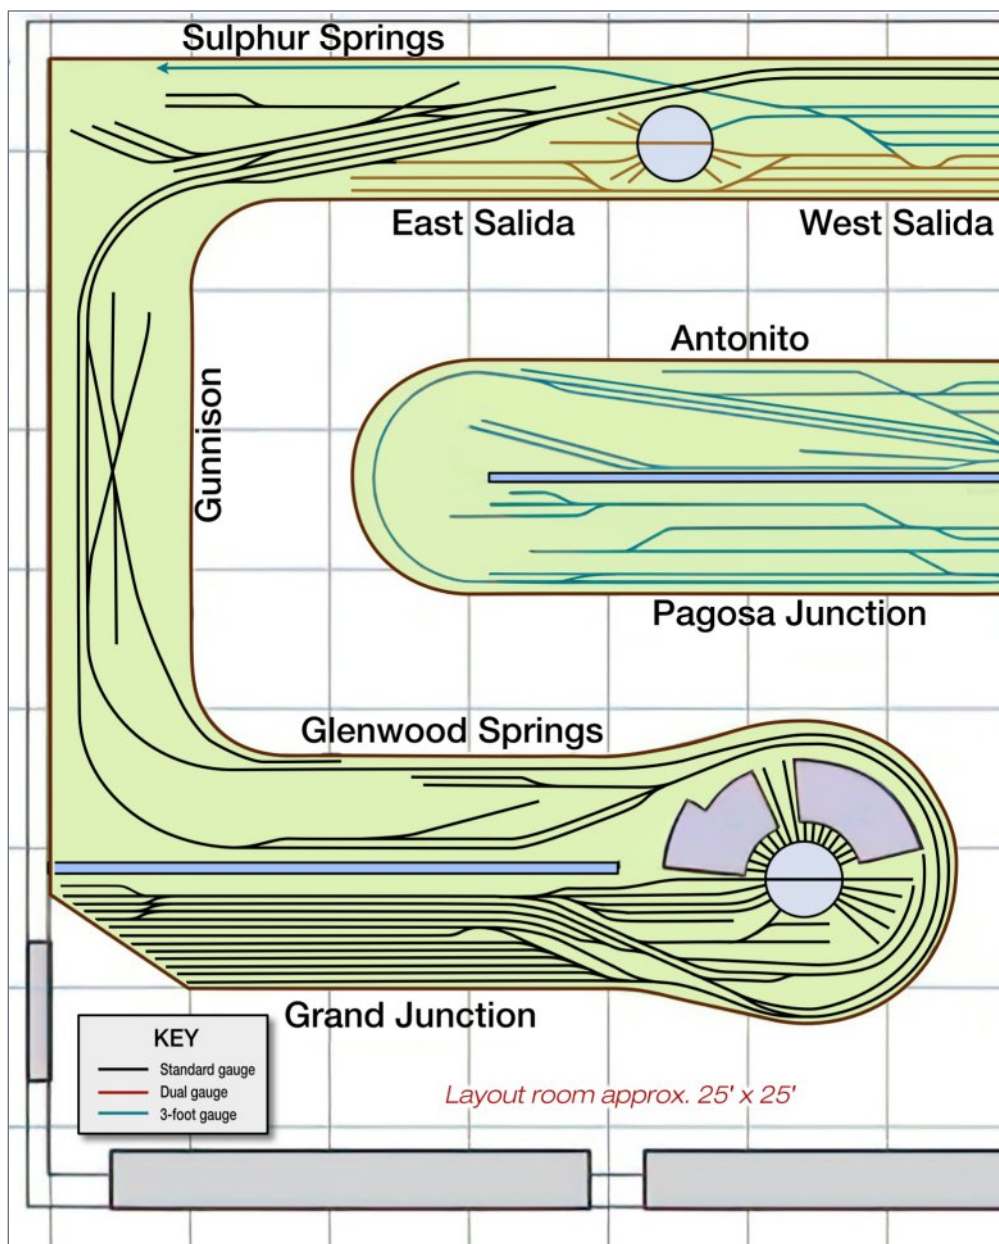 Sulphur Springs
East Salida
West Salida
Antonito
Gunnison
Pagosa Junction
Glenwood Springs
Grand Junction
KEY
Standard gauge
Dual gauge
3-foot gauge
Layout room approx. 25' x 25'